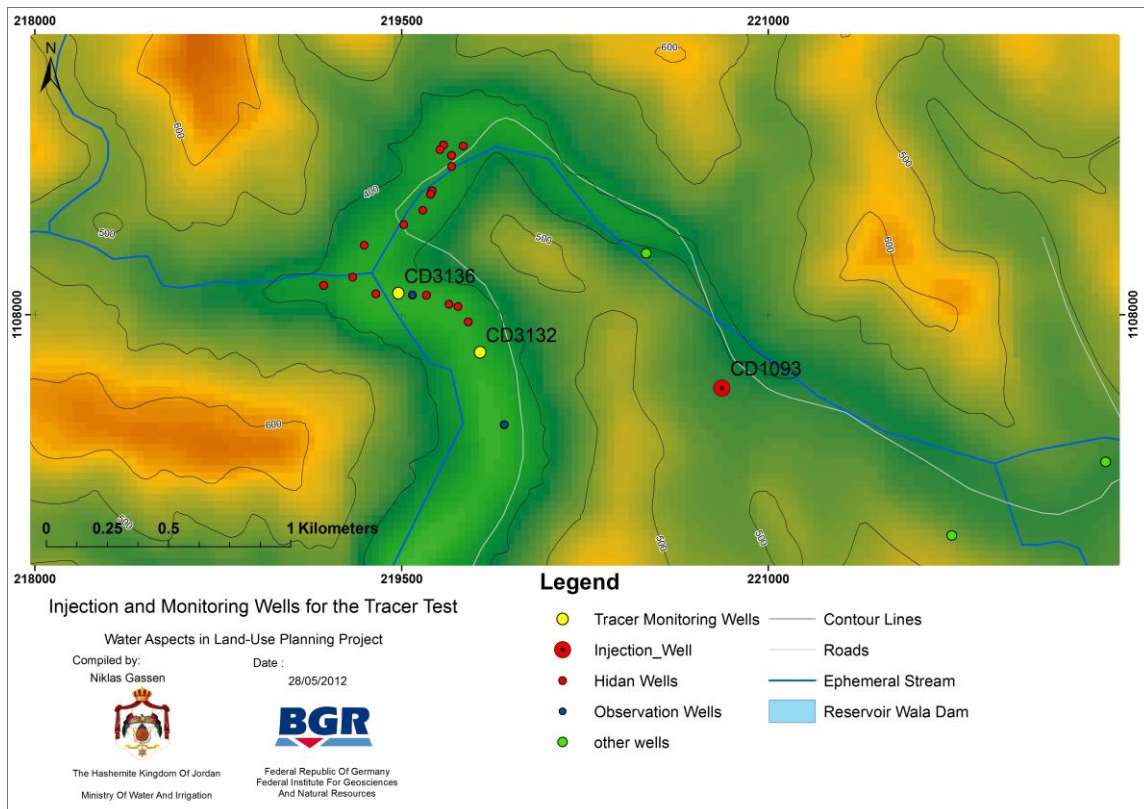 218000 219500 221000
N
600
600
500
400
500
500
CD3136
CD3132
CD1093
1108000
1108000
600
500
500
500
0 0.25 0.5 1 Kilometers
218000 219500 221000
Injection and Monitoring Wells for the Tracer Test
Water Aspects in Land-Use Planning Project
Compiled by:
Niklas Gassen
Date :
28/05/2012
BGR
The Hashemite Kingdom Of Jordan
Ministry Of Water And Irrigation
Federal Republic Of Germany
Federal Institute For Geosciences
And Natural Resources
Legend
Tracer Monitoring Wells
Injection_Well
Hidan Wells
Observation Wells
other wells
Contour Lines
Roads
Ephemeral Stream
Reservoir Wala Dam